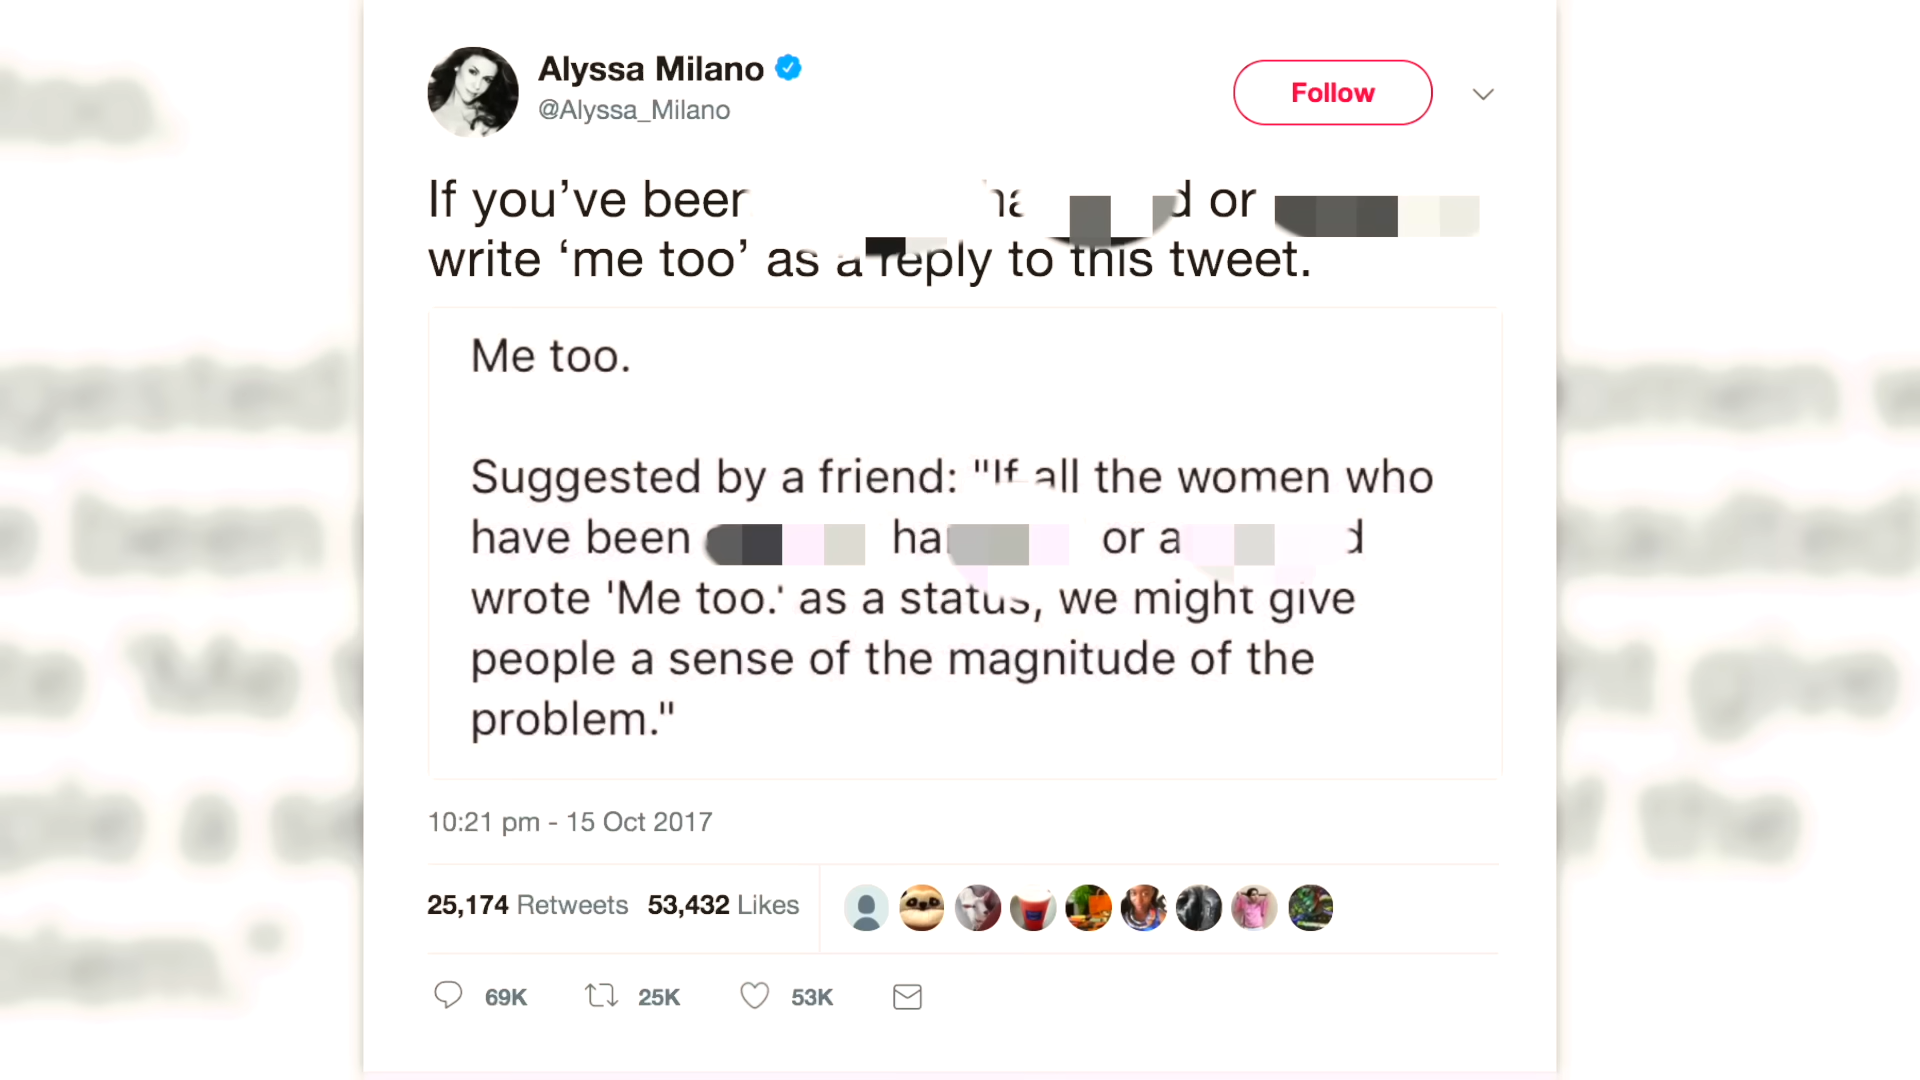 Alyssa Milano
@Alyssa_Milano
Follow
If you’ve been or
write ‘me too’ as a reply to this tweet.
Me too.
Suggested by a friend: "If all the women who
have been or
wrote 'Me too.' as a status, we might give
people a sense of the magnitude of the
problem."
10:21 pm - 15 Oct 2017
25,174 Retweets 53,432 Likes
69K 25K 53K